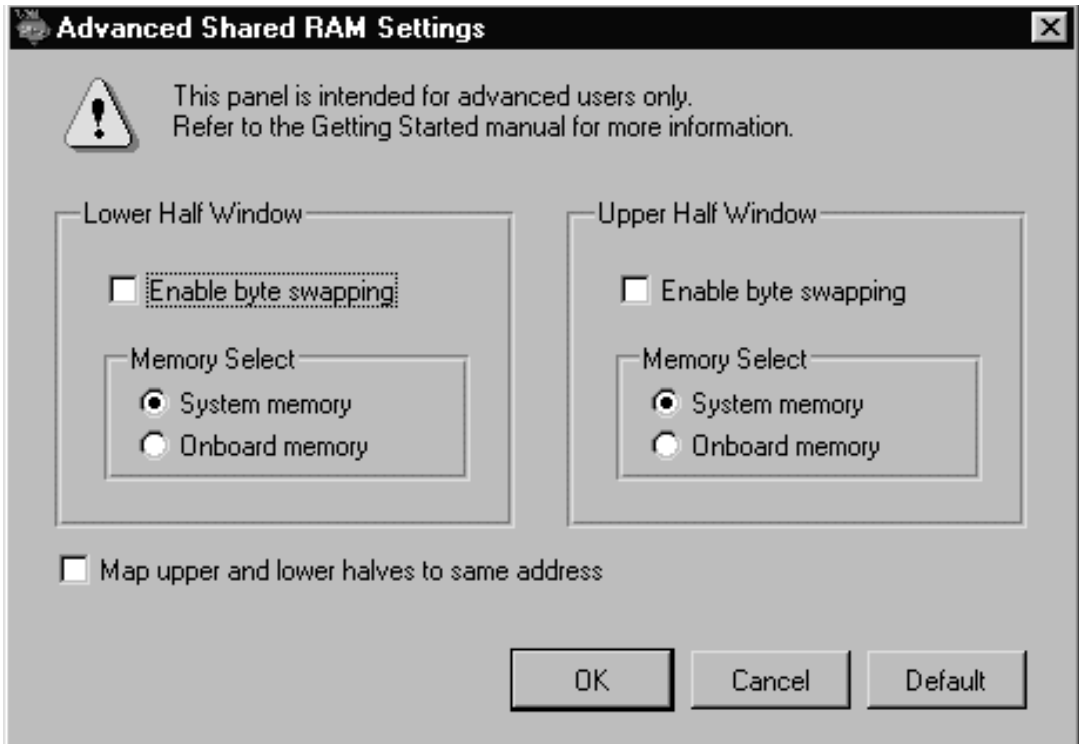 Advanced Shared RAM Settings
This panel is intended for advanced users only.
Refer to the Getting Started manual for more information.
Lower Half Window
Enable byte swapping
Memory Select
System memory
Onboard memory
Upper Half Window
Enable byte swapping
Memory Select
System memory
Onboard memory
Map upper and lower halves to same address
OK
Cancel
Default